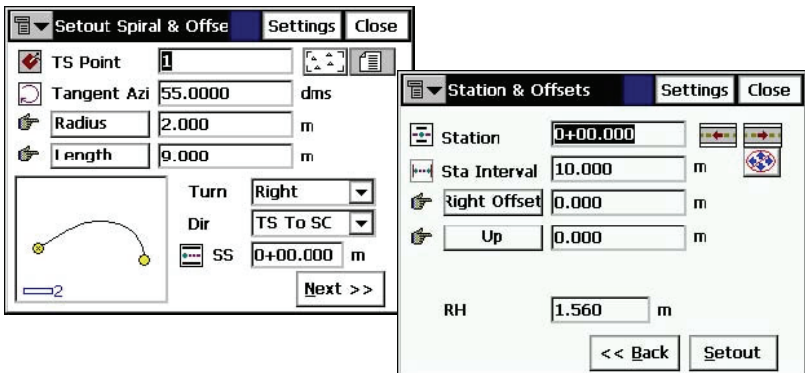 Setout Spiral & Offse Settings Close
TS Point 1
Tangent Azi 55.0000 dms
Radius 2.000 m
Length 9.000 m
Turn Right
Dir TS To SC
SS 0+00.000 m
2
Next >>
Station & Offsets Settings Close
Station 0+00.000
Sta Interval 10.000 m
Right Offset 0.000 m
Up 0.000 m
RH 1.560 m
<< Back Setout